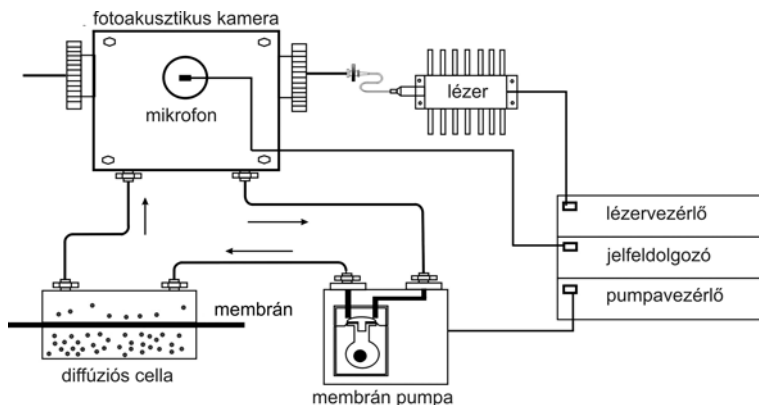 fotoakusztikus kamera
mikrofon
lézer
lézervezérlő
jelfeldolgozó
pumpavezérlő
membrán
diffúziós cella
membrán pumpa